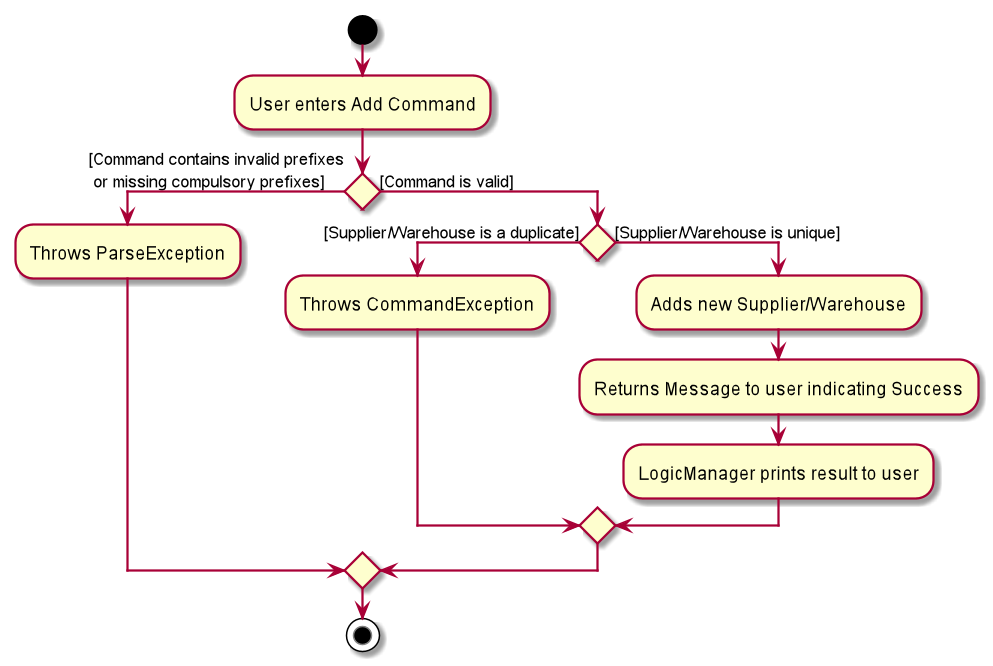 User enters Add Command
[Command contains invalid prefixes
or missing compulsory prefixes]
[Command is valid]
Throws ParseException
[Supplier/Warehouse is a duplicate]
[Supplier/Warehouse is unique]
Throws CommandException
Adds new Supplier/Warehouse
Returns Message to user indicating Success
LogicManager prints result to user